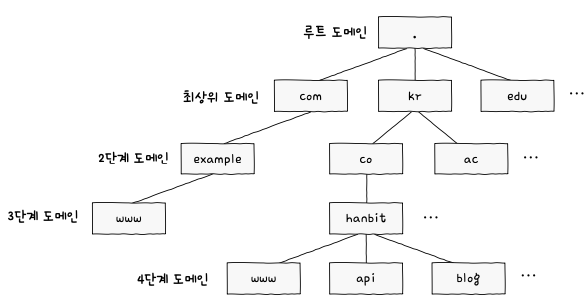 루트 도메인 .
최상위 도메인 com kr edu ...
2단계 도메인 example co ac ...
3단계 도메인 www hanbit ...
4단계 도메인 www api blog ...